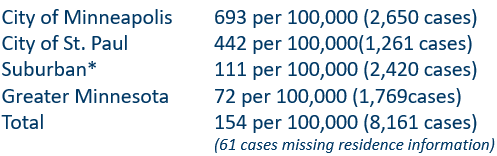 City of Minneapolis 693 per 100,000 (2,650 cases)
City of St. Paul 442 per 100,000(1,261 cases)
Suburban* 111 per 100,000 (2,420 cases)
Greater Minnesota 72 per 100,000 (1,769cases)
Total 154 per 100,000 (8,161 cases)
(61 cases missing residence information)